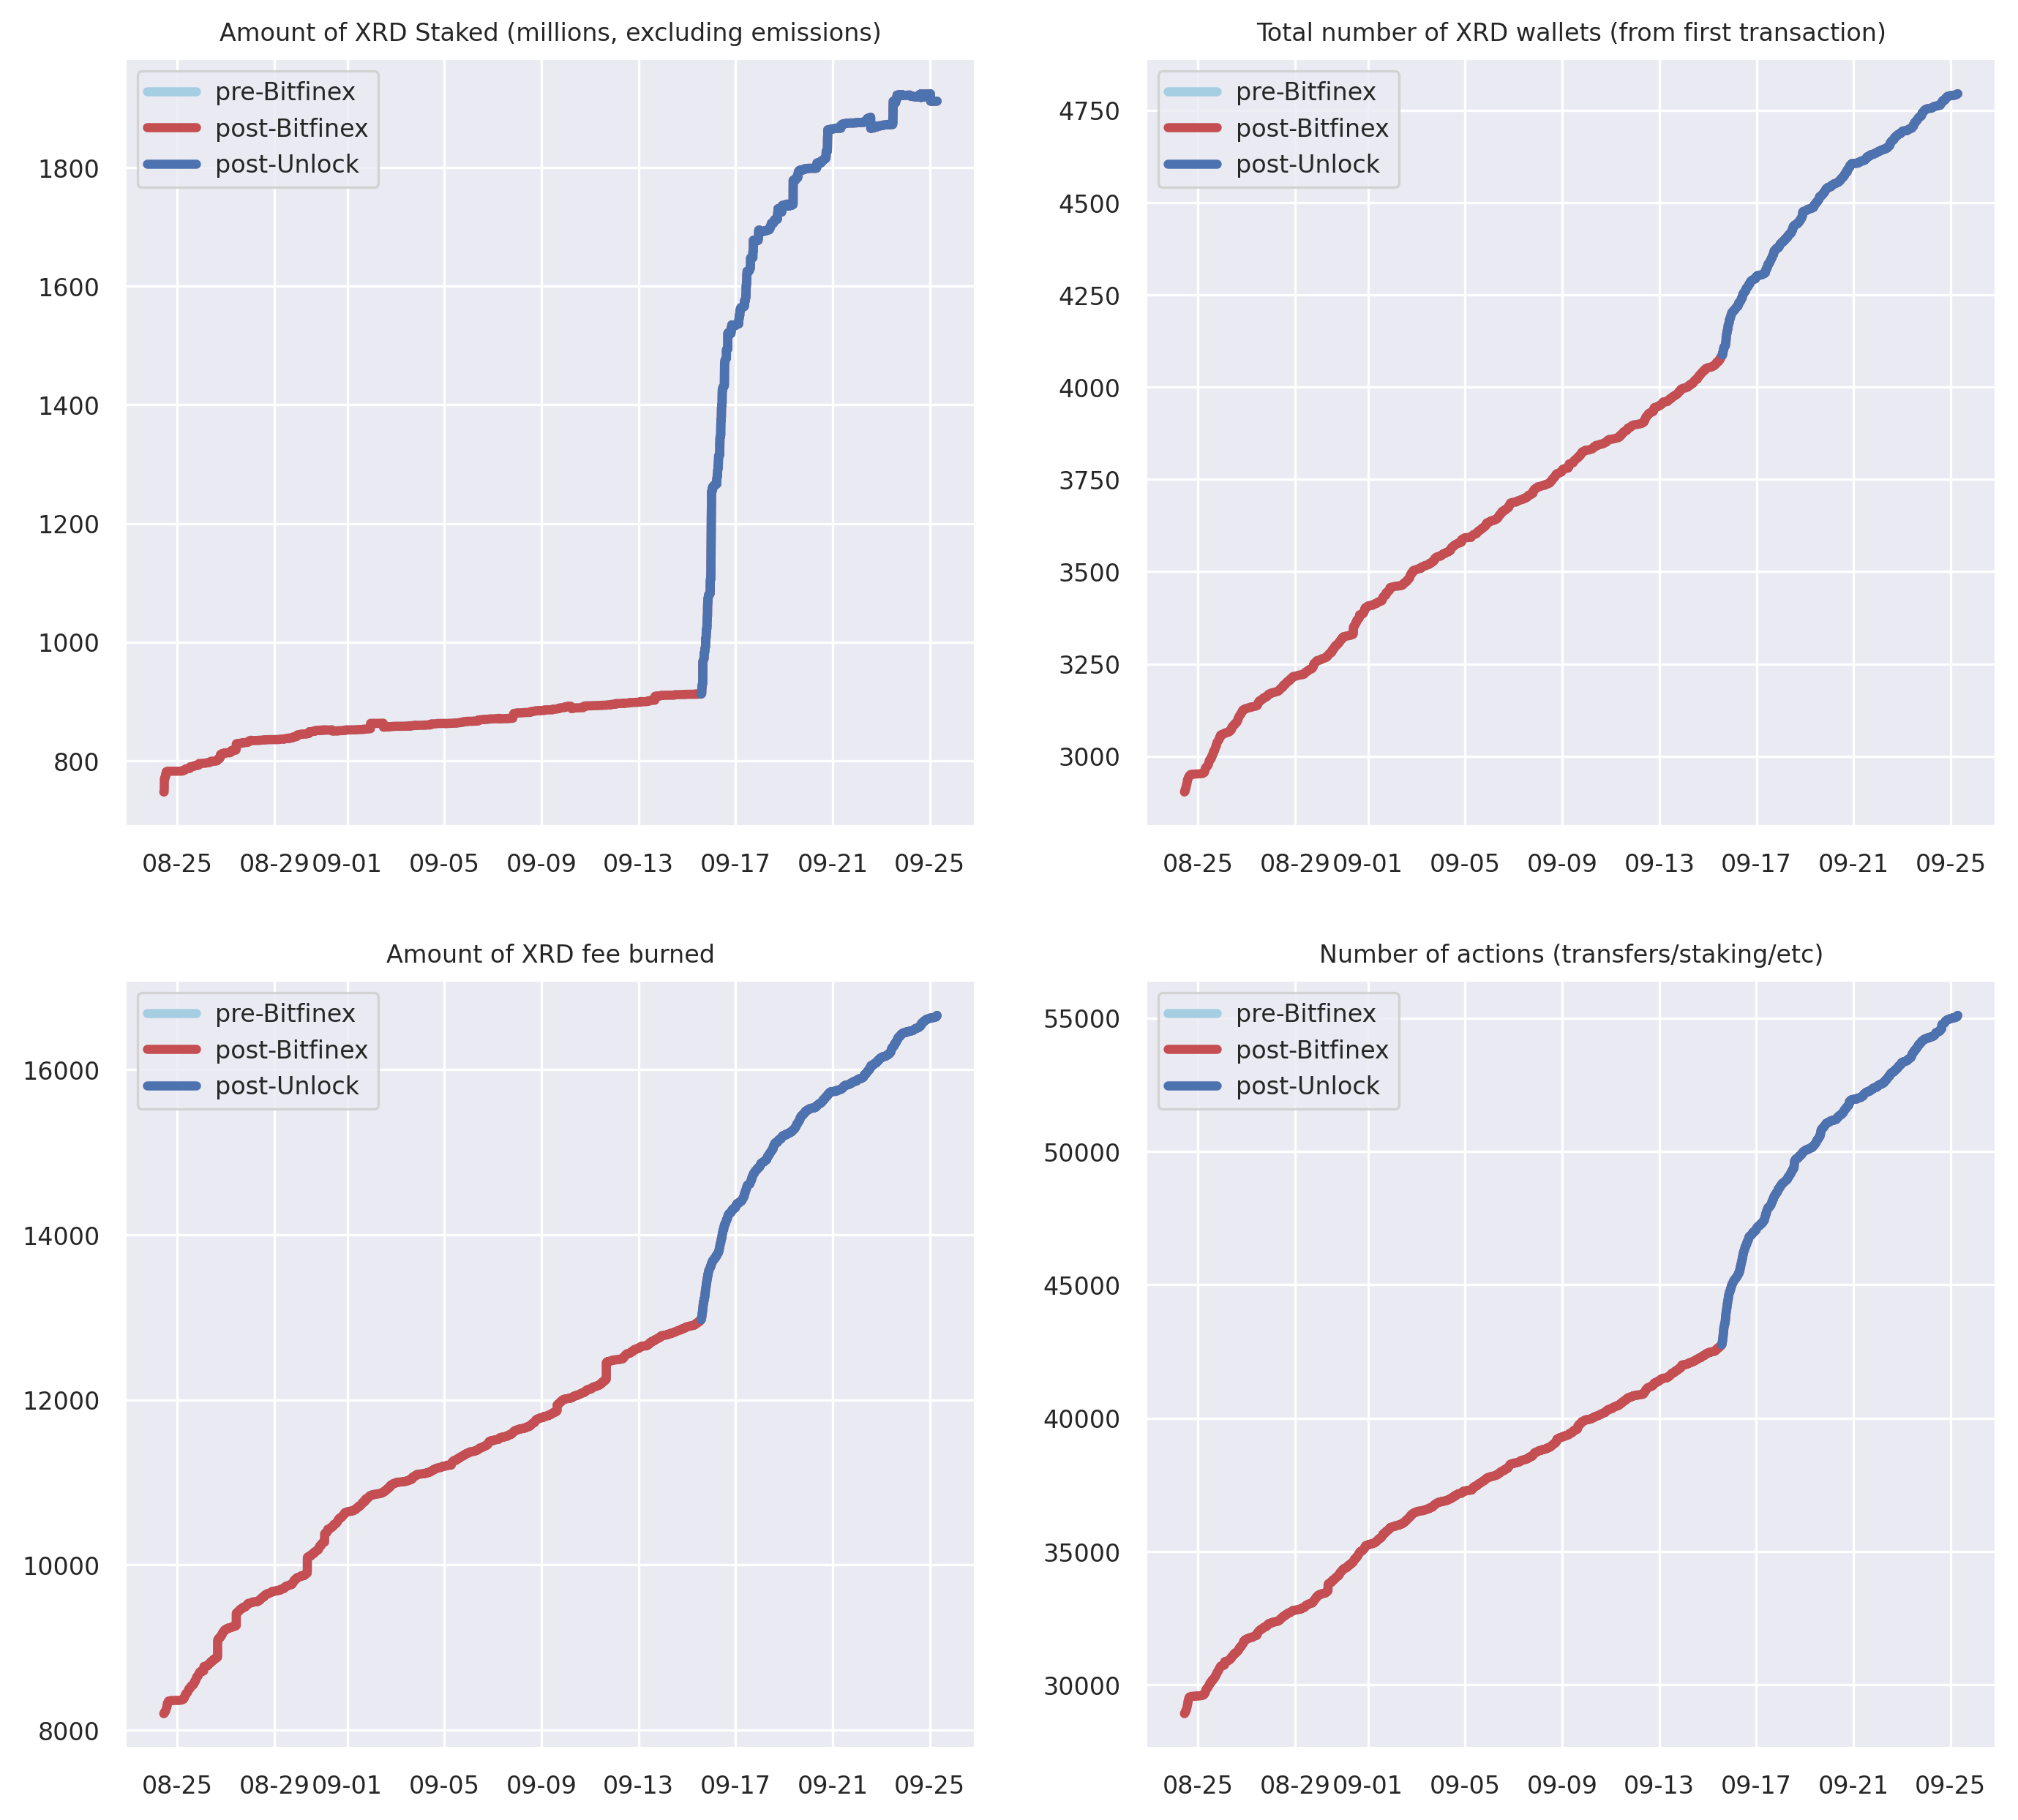 Amount of XRD Staked (millions, excluding emissions)
pre-Bitfinex
post-Bitfinex
post-Unlock
1800
1600
1400
1200
1000
800
08-25 08-29 09-01 09-05 09-09 09-13 09-17 09-21 09-25
Total number of XRD wallets (from first transaction)
pre-Bitfinex
post-Bitfinex
post-Unlock
4750
4500
4250
4000
3750
3500
3250
3000
08-25 08-29 09-01 09-05 09-09 09-13 09-17 09-21 09-25
Amount of XRD fee burned
pre-Bitfinex
post-Bitfinex
post-Unlock
16000
14000
12000
10000
8000
08-25 08-29 09-01 09-05 09-09 09-13 09-17 09-21 09-25
Number of actions (transfers/staking/etc)
pre-Bitfinex
post-Bitfinex
post-Unlock
55000
50000
45000
40000
35000
30000
08-25 08-29 09-01 09-05 09-09 09-13 09-17 09-21 09-25